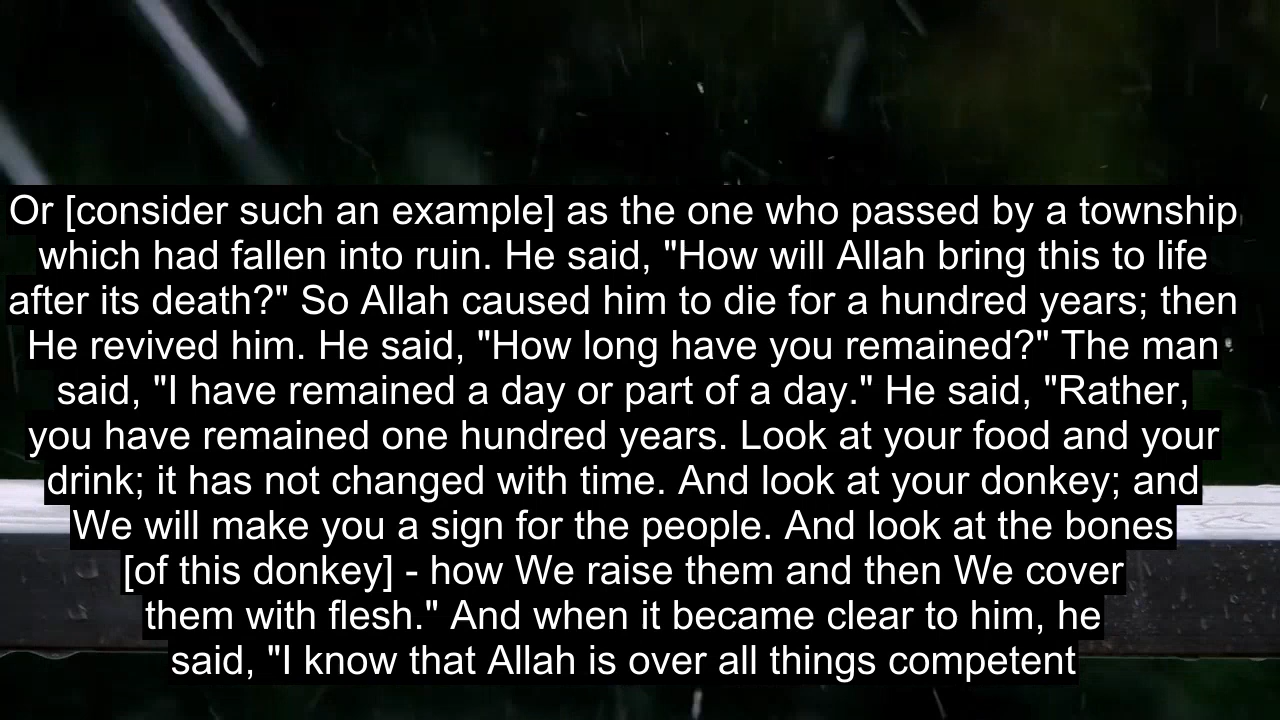 Or [consider such an example] as the one who passed by a township
which had fallen into ruin. He said, "How will Allah bring this to life
after its death?" So Allah caused him to die for a hundred years; then
He revived him. He said, "How long have you remained?" The man
said, "I have remained a day or part of a day." He said, "Rather,
you have remained one hundred years. Look at your food and your
drink; it has not changed with time. And look at your donkey; and
We will make you a sign for the people. And look at the bones
[of this donkey] - how We raise them and then We cover
them with flesh." And when it became clear to him, he
said, "I know that Allah is over all things competent